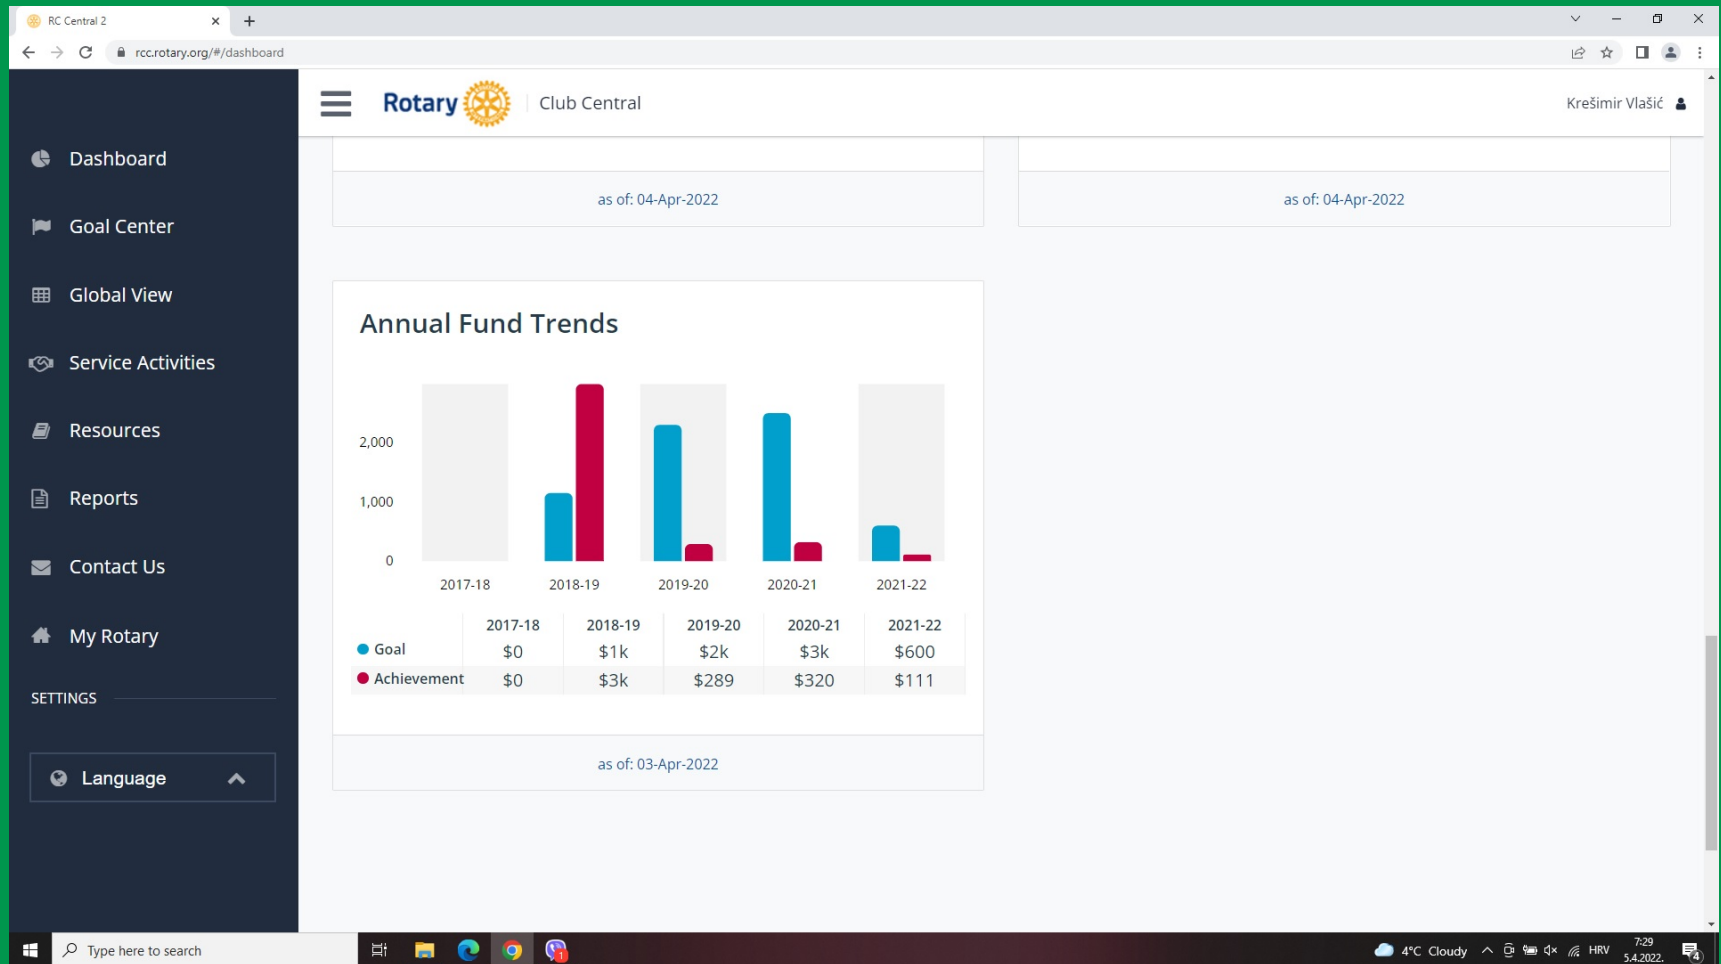 RC Central 2
rcc.rotary.org/#/dashboard
Rotary Club Central
Krešimir Vlašić
Dashboard
Goal Center
Global View
Service Activities
Resources
Reports
Contact Us
My Rotary
SETTINGS
Language
as of: 04-Apr-2022
as of: 04-Apr-2022
Annual Fund Trends
2,000
1,000
0
2017-18 2018-19 2019-20 2020-21 2021-22
2017-18 2018-19 2019-20 2020-21 2021-22
Goal $0 $1k $2k $3k $600
Achievement $0 $3k $289 $320 $111
as of: 03-Apr-2022
Type here to search
1
4°C Cloudy
HRV
7:29
5.4.2022.
4